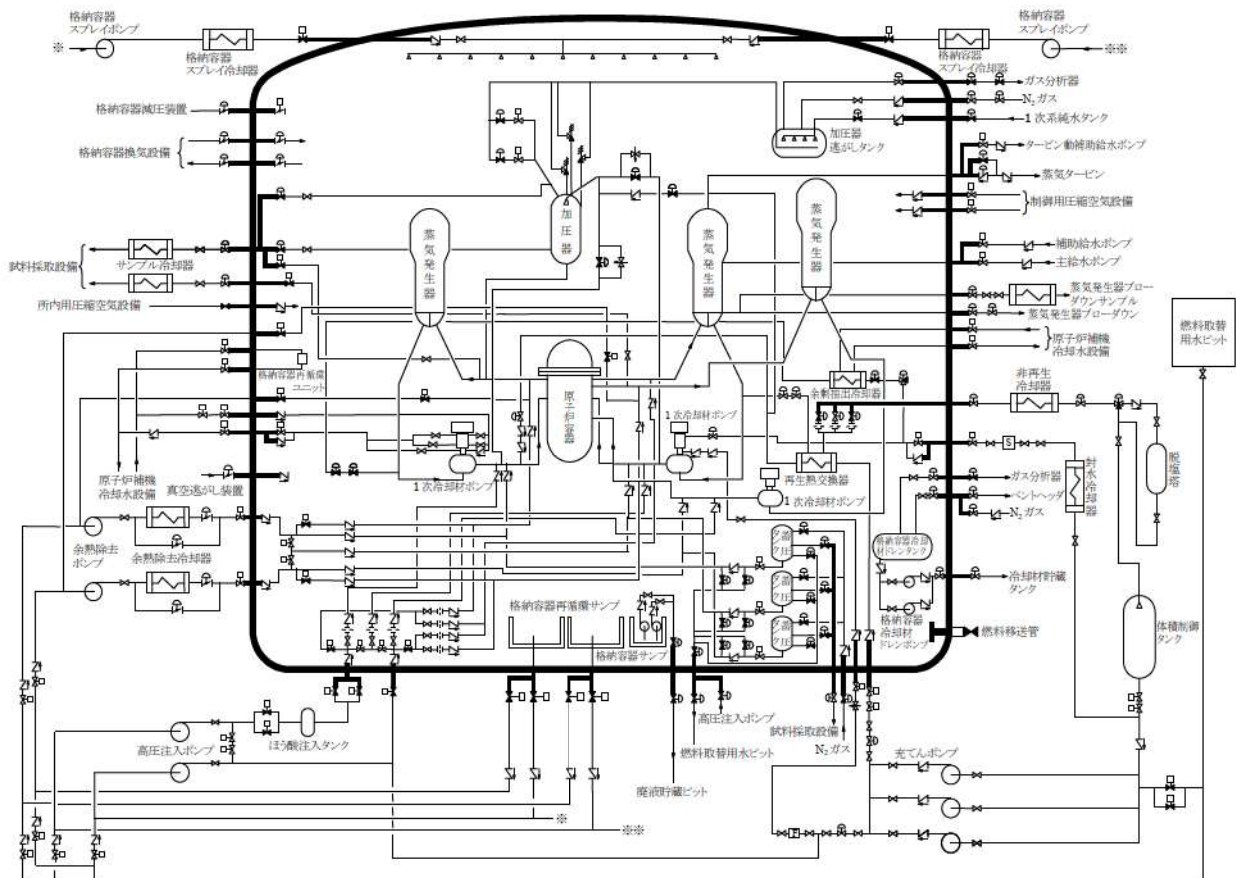 格納容器
スプレイポンプ
※
格納容器
スプレイ冷却器
格納容器
スプレイポンプ
※※
格納容器
スプレイ冷却器
格納容器減圧装置
格納容器換気設備
ガス分析器
N₂ガス
1次系純水タンク
加圧器
逃がしタンク
タービン動補助給水ポンプ
蒸気タービン
制御用圧縮空気設備
加圧器
蒸気発生器
蒸気発生器
蒸気発生器
試料採取設備
サンプル冷却器
補助給水ポンプ
主給水ポンプ
所内用圧縮空気設備
蒸気発生器ブロー
ダウンサンプル
蒸気発生器ブローダウン
原子炉補機
冷却水設備
燃料取替
用水ピット
格納容器再循環
ユニット
原子炉容器
余剰抽出冷却器
非再生
冷却器
1次冷却材ポンプ
S
脱塩塔
封水冷却器
原子炉補機
冷却水設備
真空逃がし装置
1次冷却材ポンプ
再生熱交換器
1次冷却材ポンプ
ガス分析器
ベントヘッダ
N₂ガス
余熱除去
ポンプ
余熱除去冷却器
蓄圧タンク
蓄圧タンク
蓄圧タンク
格納容器冷却
材ドレンタンク
冷却材貯蔵
タンク
格納容器
冷却材
ドレンポンプ
燃料移送管
体積制御
タンク
格納容器再循環サンプ
格納容器サンプ
高圧注入ポンプ
ほう酸注入タンク
高圧注入ポンプ
燃料取替用水ピット
廃液貯蔵ピット
試料採取設備
N₂ガス
充てんポンプ
※
※※
F